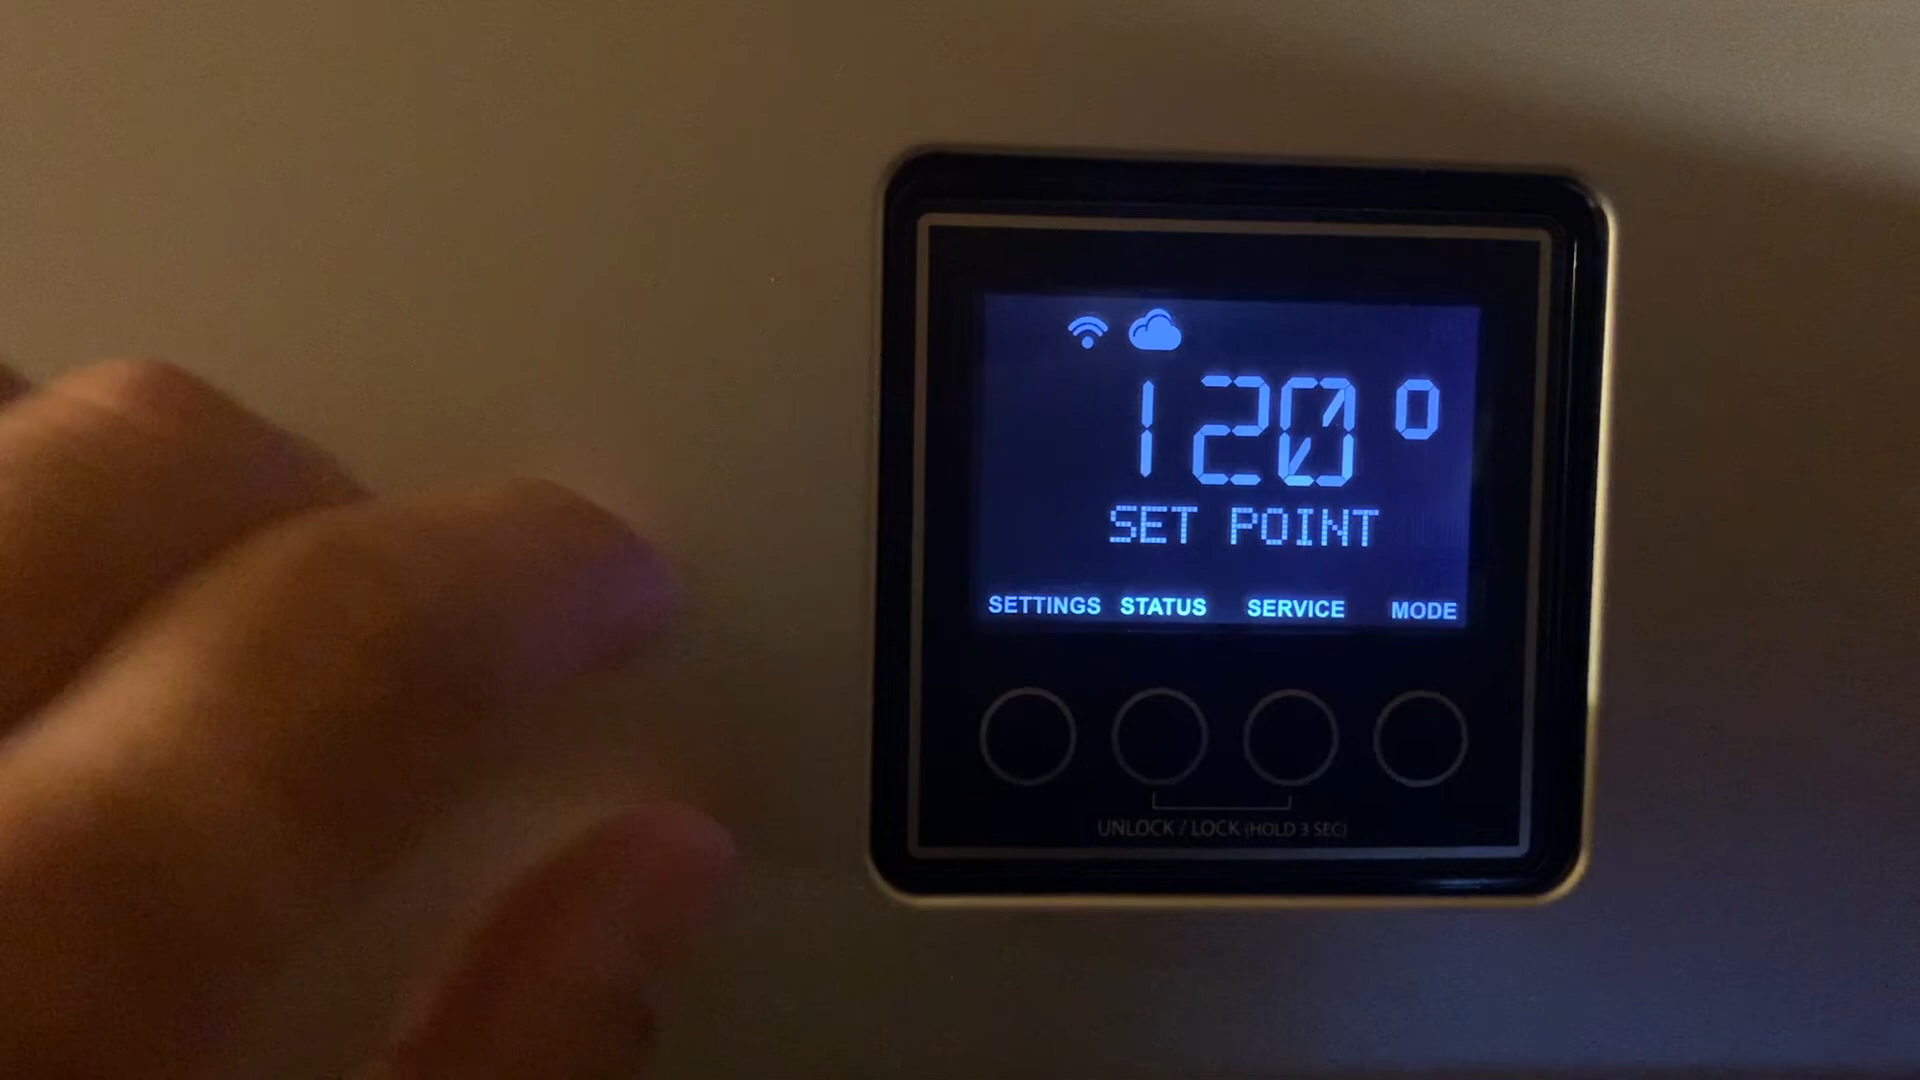 120°
SET POINT
SETTINGS STATUS SERVICE MODE
UNLOCK / LOCK (HOLD 3 SEC)